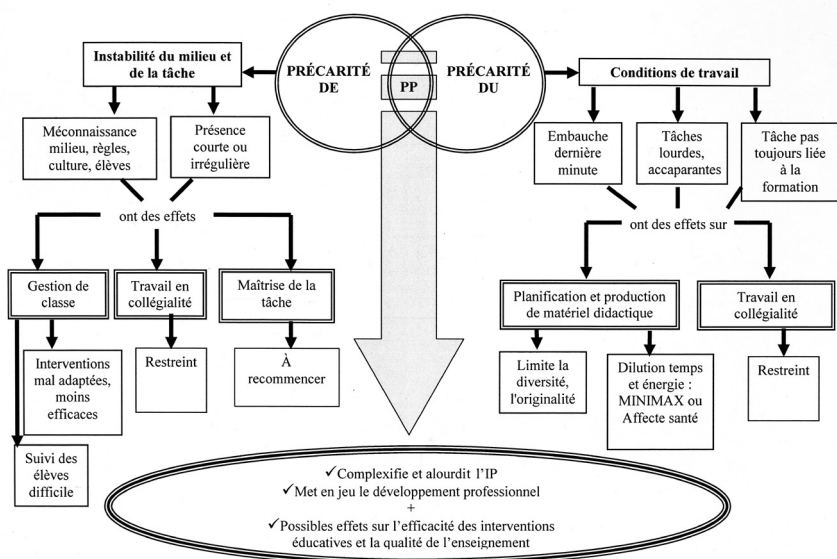 Instabilité du milieu et
de la tâche
PRÉCARITÉ
DE
PP
PRÉCARITÉ
DU
Conditions de travail
Méconnaissance
milieu, règles,
culture, élèves
Présence
courte ou
irrégulière
Embauche
dernière
minute
Tâches
lourdes,
accaparantes
Tâche pas
toujours liée
à la
formation
ont des effets
ont des effets sur
Gestion de
classe
Travail en
collégialité
Maîtrise de la
tâche
Planification et production
de matériel didactique
Travail en
collégialité
Interventions
mal adaptées,
moins
efficaces
Restreint
À
recommencer
Limite la
diversité,
l'originalité
Dilution temps
et énergie :
MINIMAX ou
Affecte santé
Restreint
Suivi des
élèves
difficile
✓Complexifie et alourdit l'IP
✓Met en jeu le développement professionnel
+
✓Possibles effets sur l'efficacité des interventions
éducatives et la qualité de l'enseignement